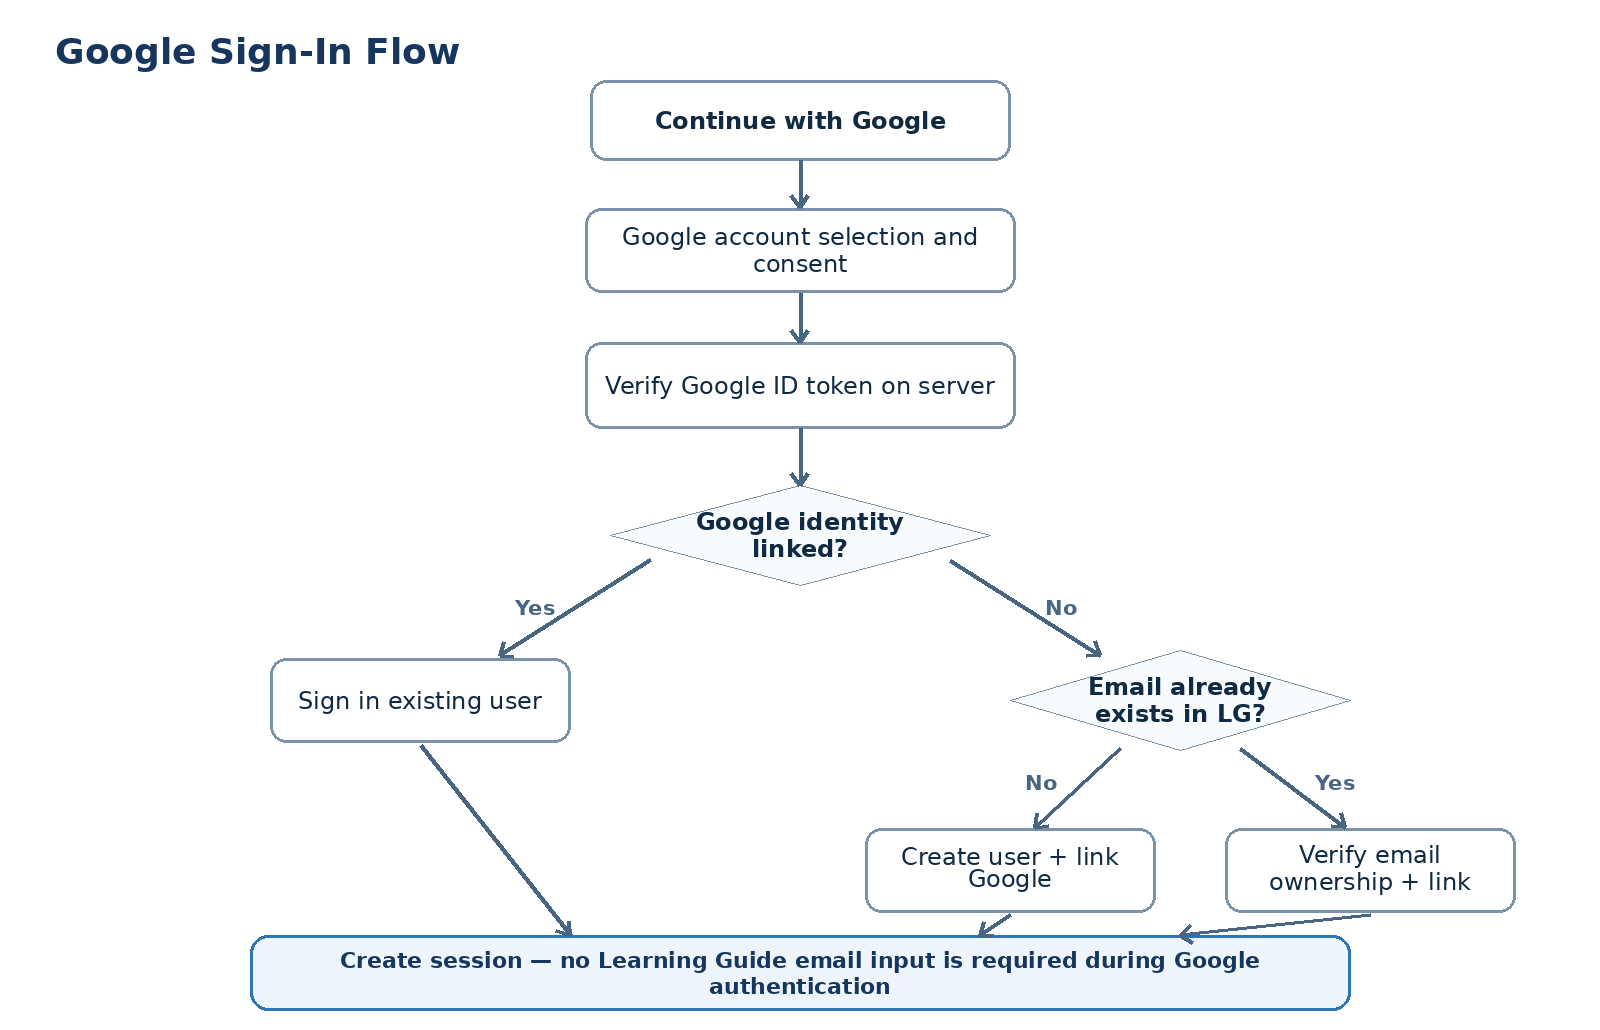 Google Sign-In Flow
Continue with Google
Google account selection and
consent
Verify Google ID token on server
Google identity
linked?
Yes
No
Sign in existing user
Email already
exists in LG?
No
Yes
Create user + link
Google
Verify email
ownership + link
Create session — no Learning Guide email input is required during Google
authentication